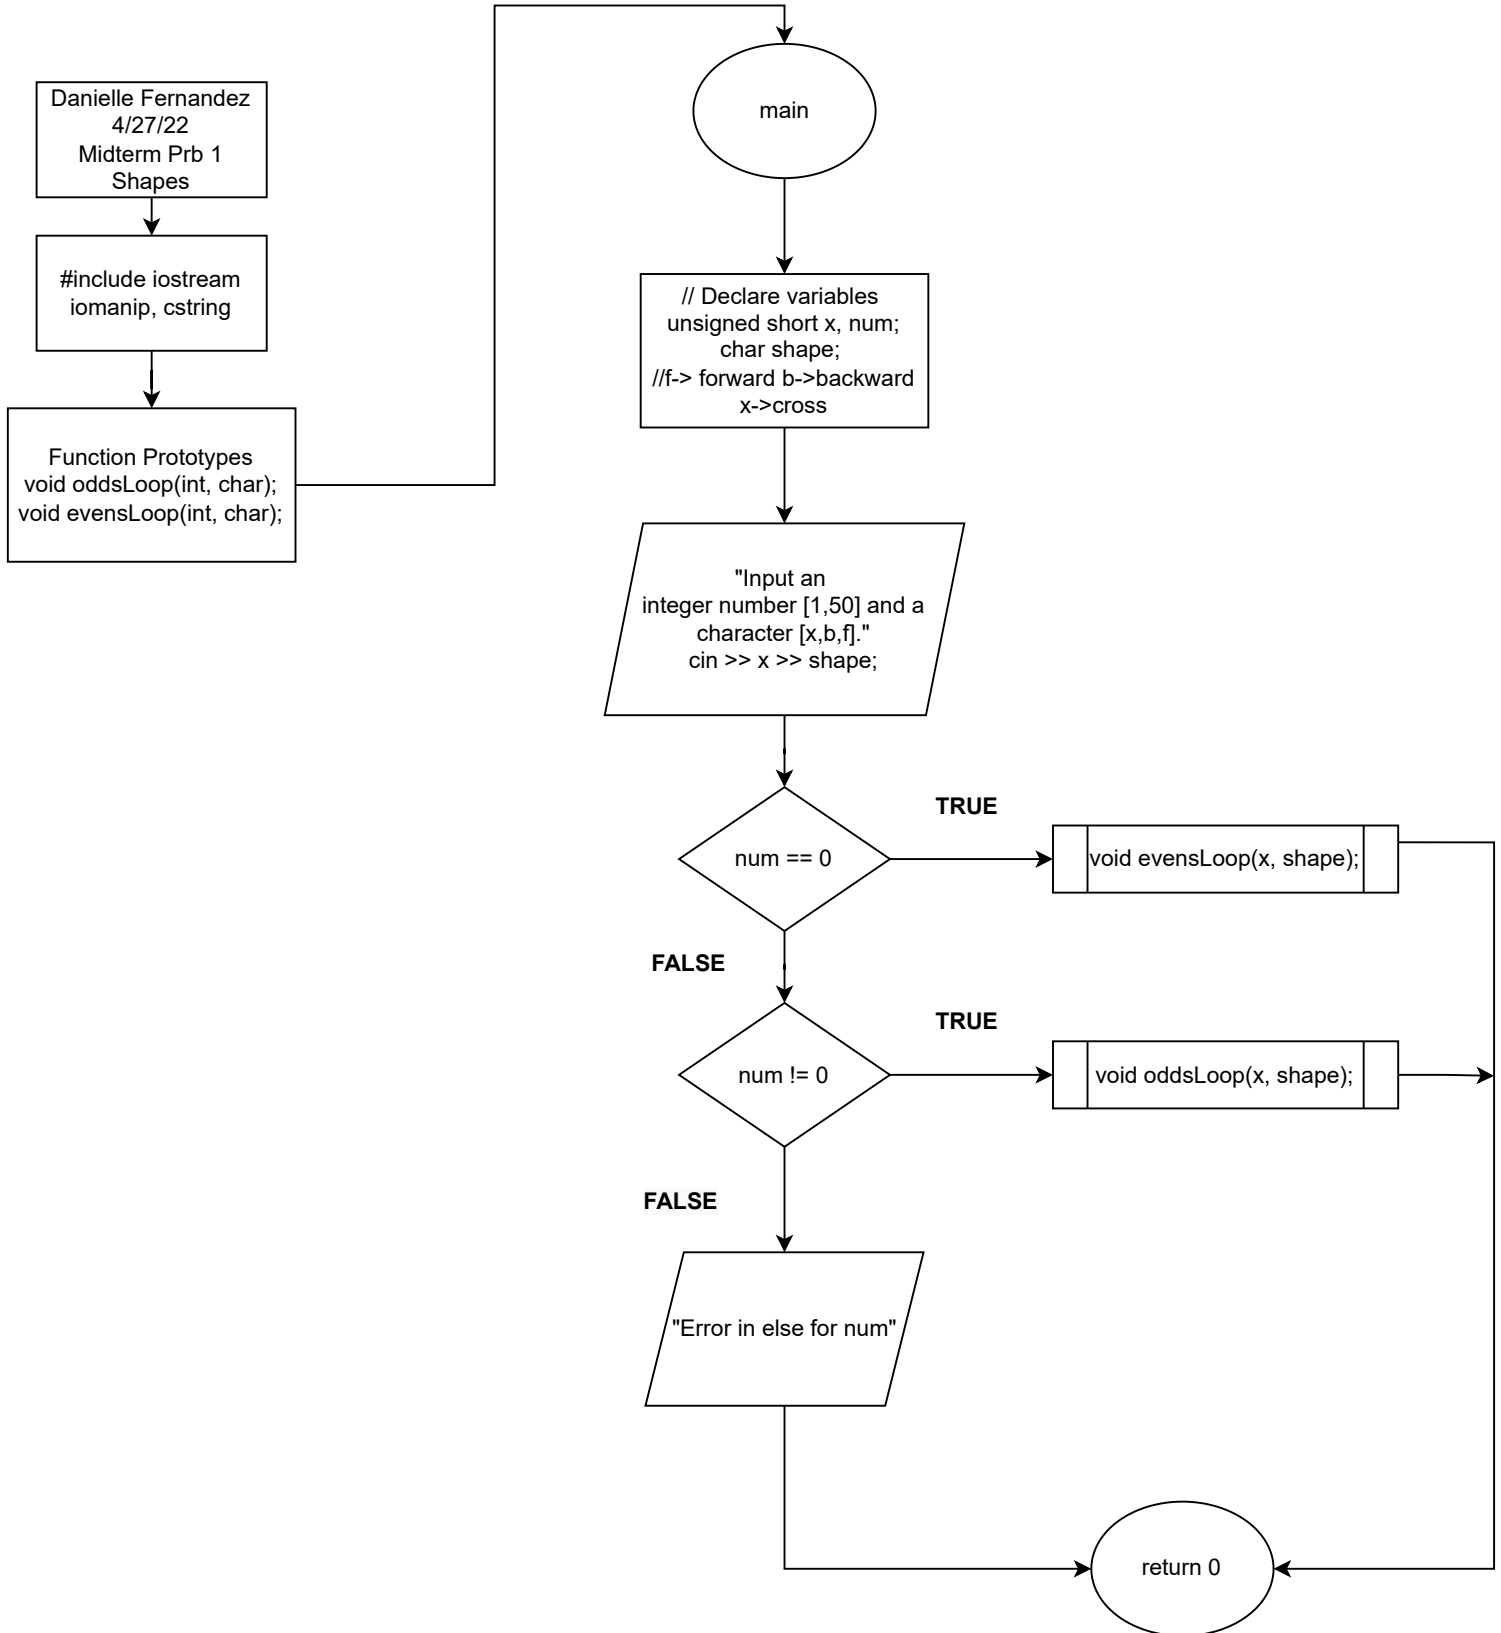 Danielle Fernandez
4/27/22
Midterm Prb 1
Shapes
#include iostream
iomanip, cstring
Function Prototypes
void oddsLoop(int, char);
void evensLoop(int, char);
main
// Declare variables
unsigned short x, num;
char shape;
//f-> forward b->backward
x->cross
"Input an
integer number [1,50] and a
character [x,b,f]."
cin >> x >> shape;
num == 0
TRUE
void evensLoop(x, shape);
FALSE
num != 0
TRUE
void oddsLoop(x, shape);
FALSE
"Error in else for num"
return 0